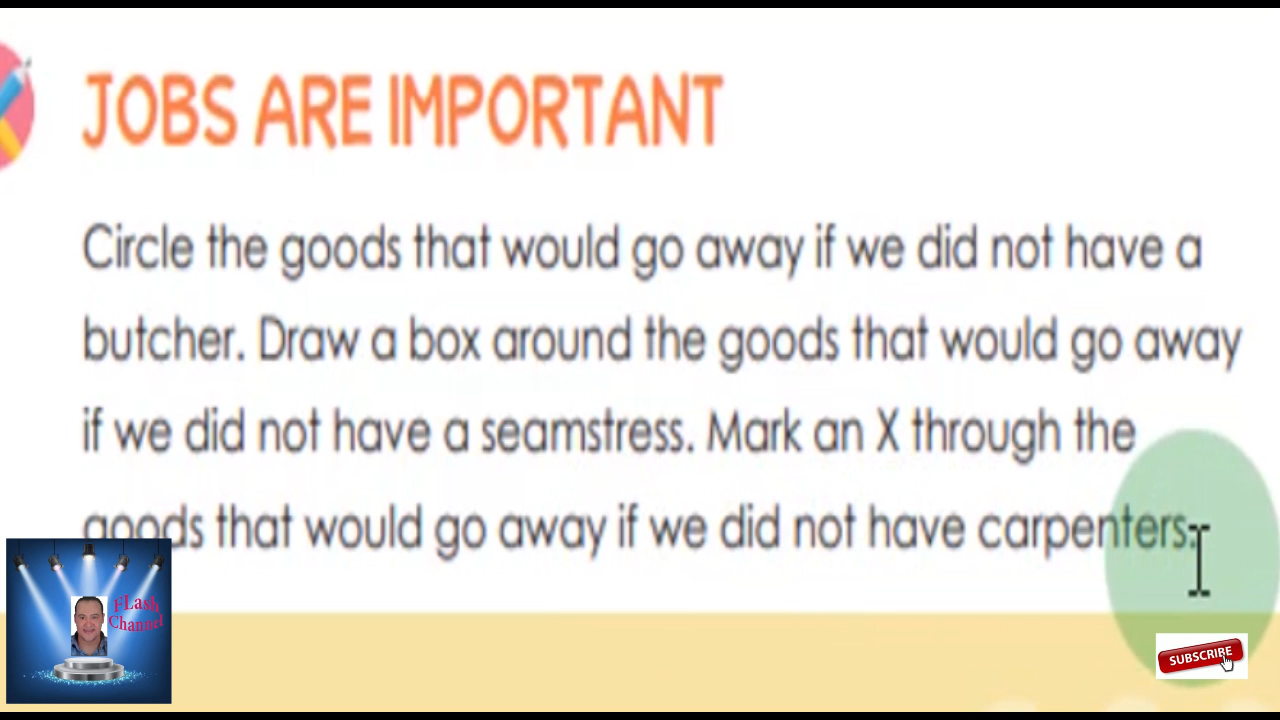 JOBS ARE IMPORTANT
Circle the goods that would go away if we did not have a
butcher. Draw a box around the goods that would go away
if we did not have a seamstress. Mark an X through the
goods that would go away if we did not have carpenters.
FLash
Channel
SUBSCRIBE